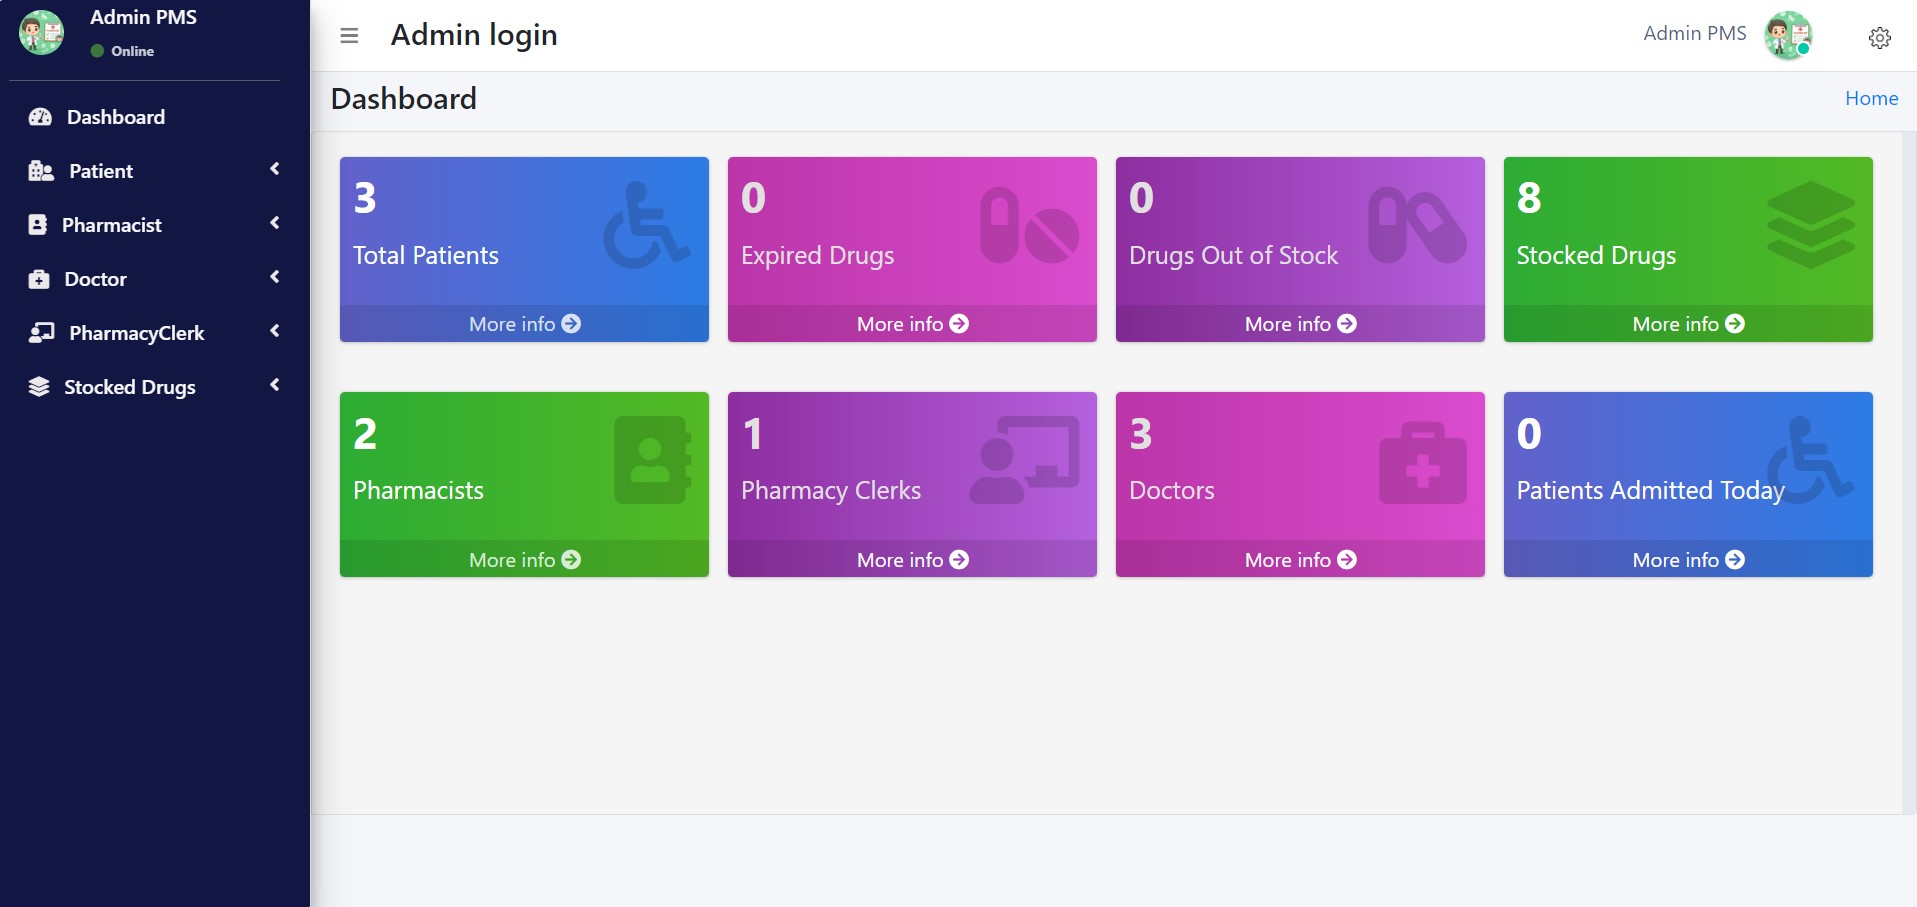 Admin PMS
Online
Dashboard
Patient
Pharmacist
Doctor
PharmacyClerk
Stocked Drugs
Admin login
Admin PMS
Dashboard
Home
3
Total Patients
More info
0
Expired Drugs
More info
0
Drugs Out of Stock
More info
8
Stocked Drugs
More info
2
Pharmacists
More info
1
Pharmacy Clerks
More info
3
Doctors
More info
0
Patients Admitted Today
More info